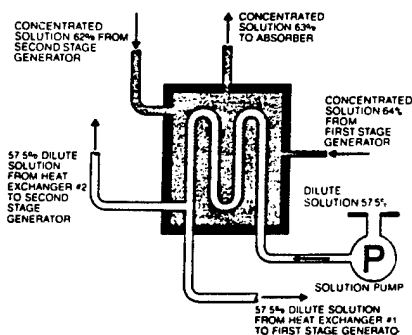 CONCENTRATED
SOLUTION 62% FROM
SECOND STAGE
GENERATOR
CONCENTRATED
SOLUTION 63%
TO ABSORBER
CONCENTRATED
SOLUTION 64%
FROM
FIRST STAGE
GENERATOR
57.5% DILUTE
SOLUTION
FROM HEAT
EXCHANGER #2
TO SECOND
STAGE
GENERATOR
DILUTE
SOLUTION 57.5%
P
SOLUTION PUMP
57.5% DILUTE SOLUTION
FROM HEAT EXCHANGER #1
TO FIRST STAGE GENERATO